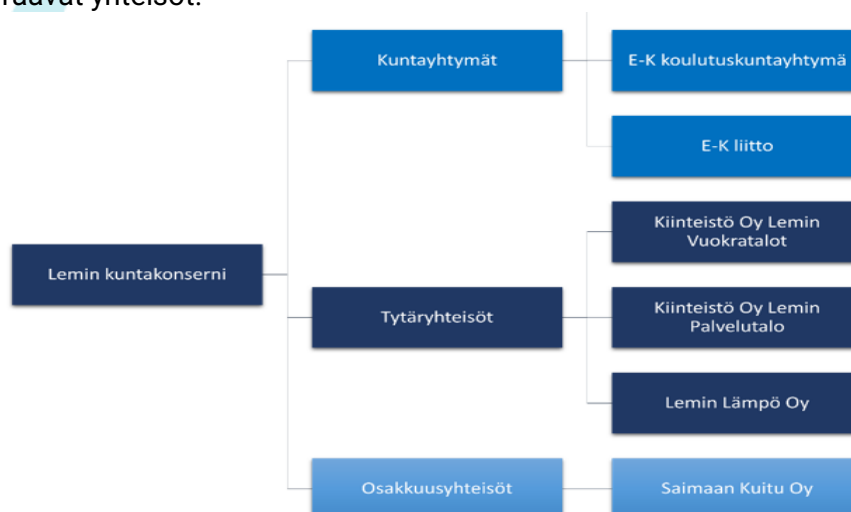 yhteisöt.
Kuntayhtymät
E-K koulutuskuntayhtymä
E-K liitto
Kiinteistö Oy Lemin
Vuokratalot
Lemin kuntakonserni
Tytäryhteisöt
Kiinteistö Oy Lemin
Palvelutalo
Lemin Lämpö Oy
Osakkuusyhteisöt
Saimaan Kuitu Oy